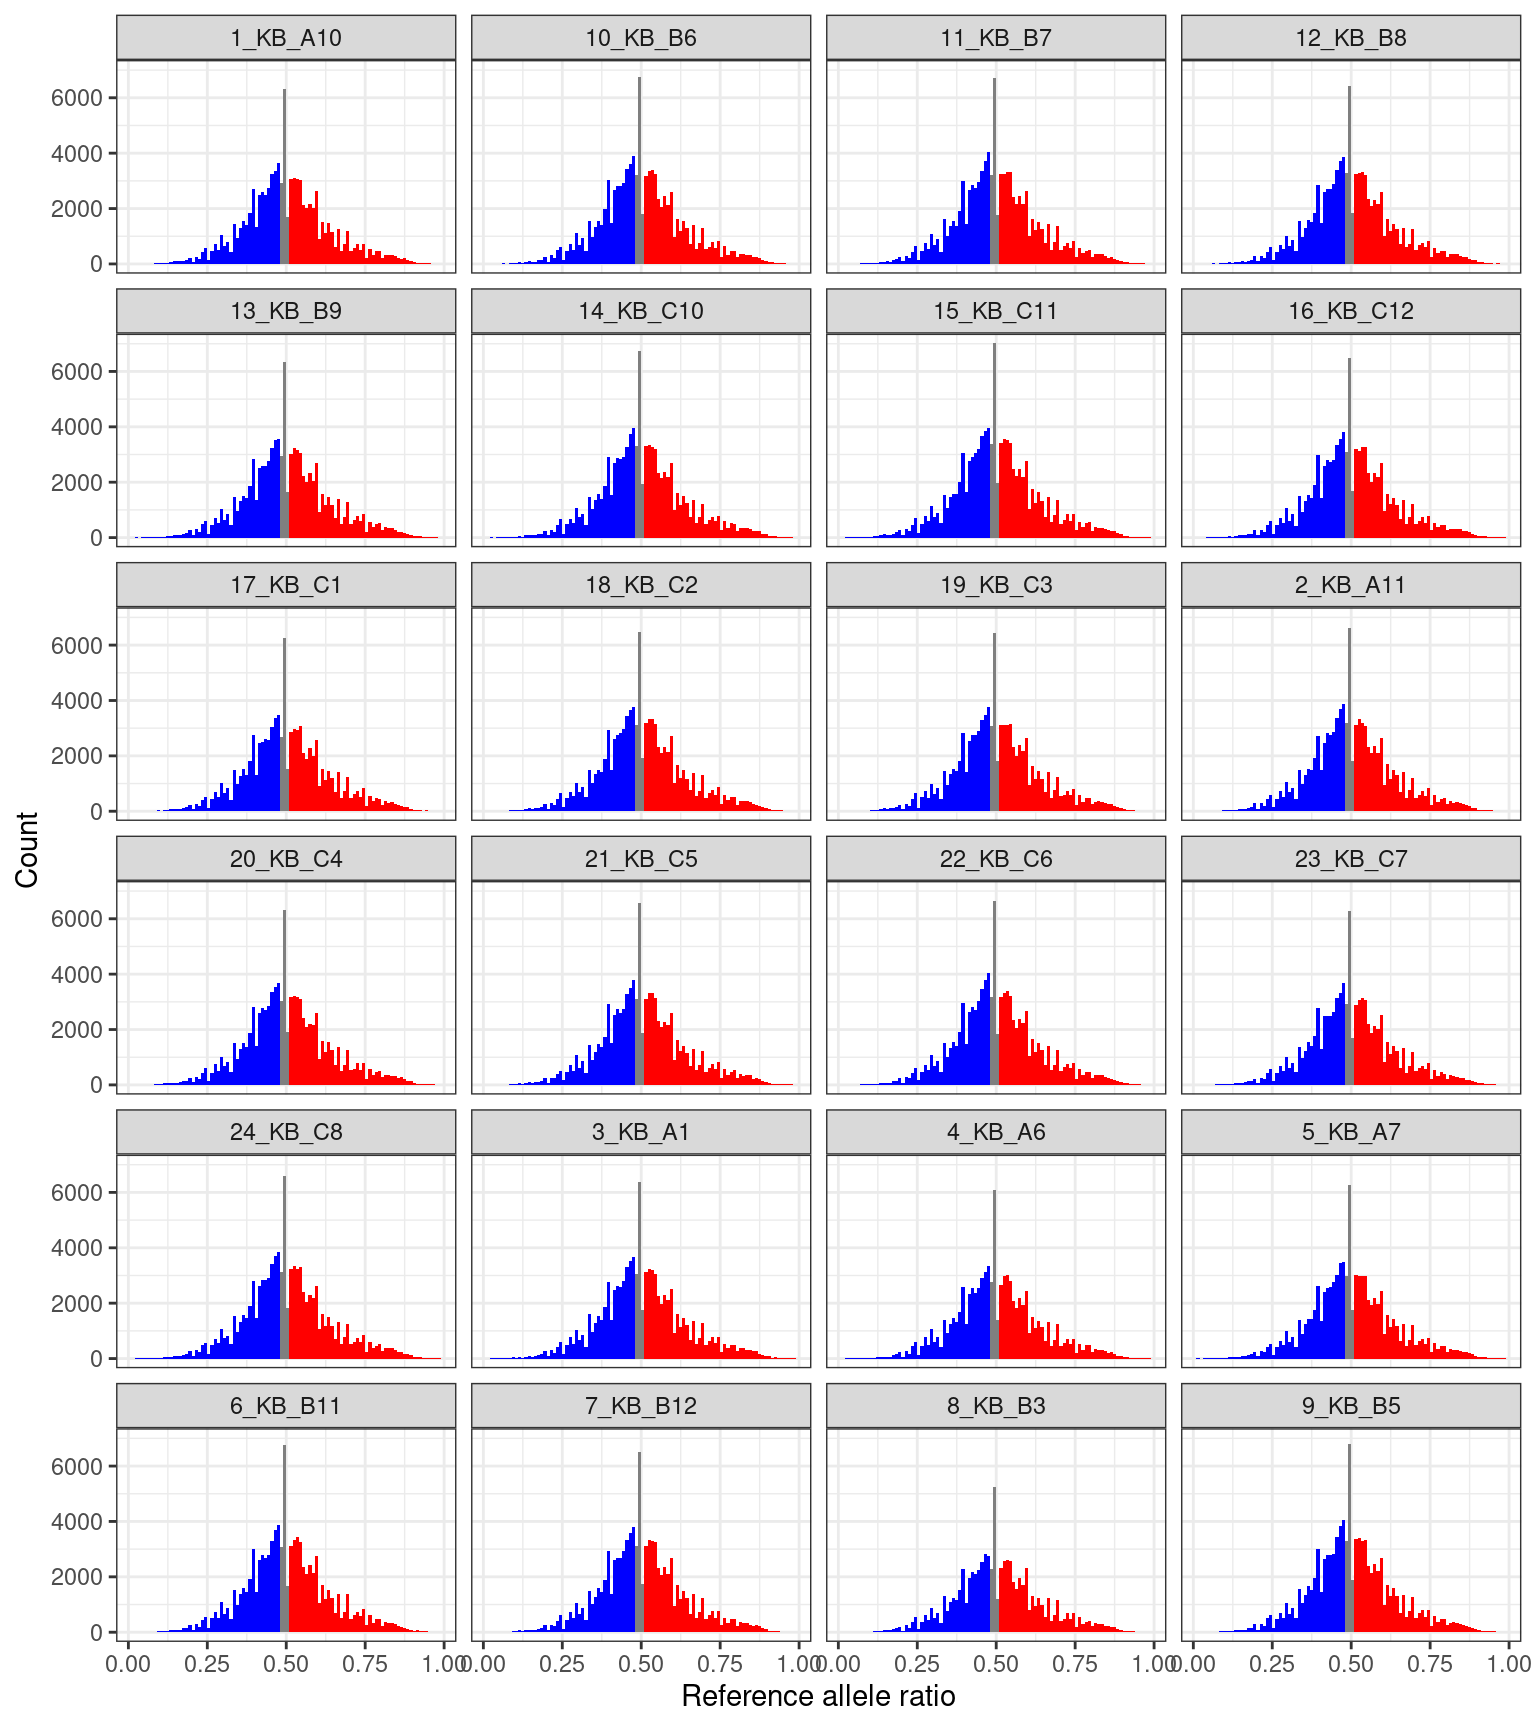 1_KB_A10 10_KB_B6 11_KB_B7 12_KB_B8
6000
4000
2000
0
13_KB_B9 14_KB_C10 15_KB_C11 16_KB_C12
6000
4000
2000
0
17_KB_C1 18_KB_C2 19_KB_C3 2_KB_A11
6000
4000
2000
0
Count
20_KB_C4 21_KB_C5 22_KB_C6 23_KB_C7
6000
4000
2000
0
24_KB_C8 3_KB_A1 4_KB_A6 5_KB_A7
6000
4000
2000
0
6_KB_B11 7_KB_B12 8_KB_B3 9_KB_B5
6000
4000
2000
0
0.00 0.25 0.50 0.75 1.00 0.00 0.25 0.50 0.75 1.00 0.00 0.25 0.50 0.75 1.00 0.00 0.25 0.50 0.75 1.00
Reference allele ratio